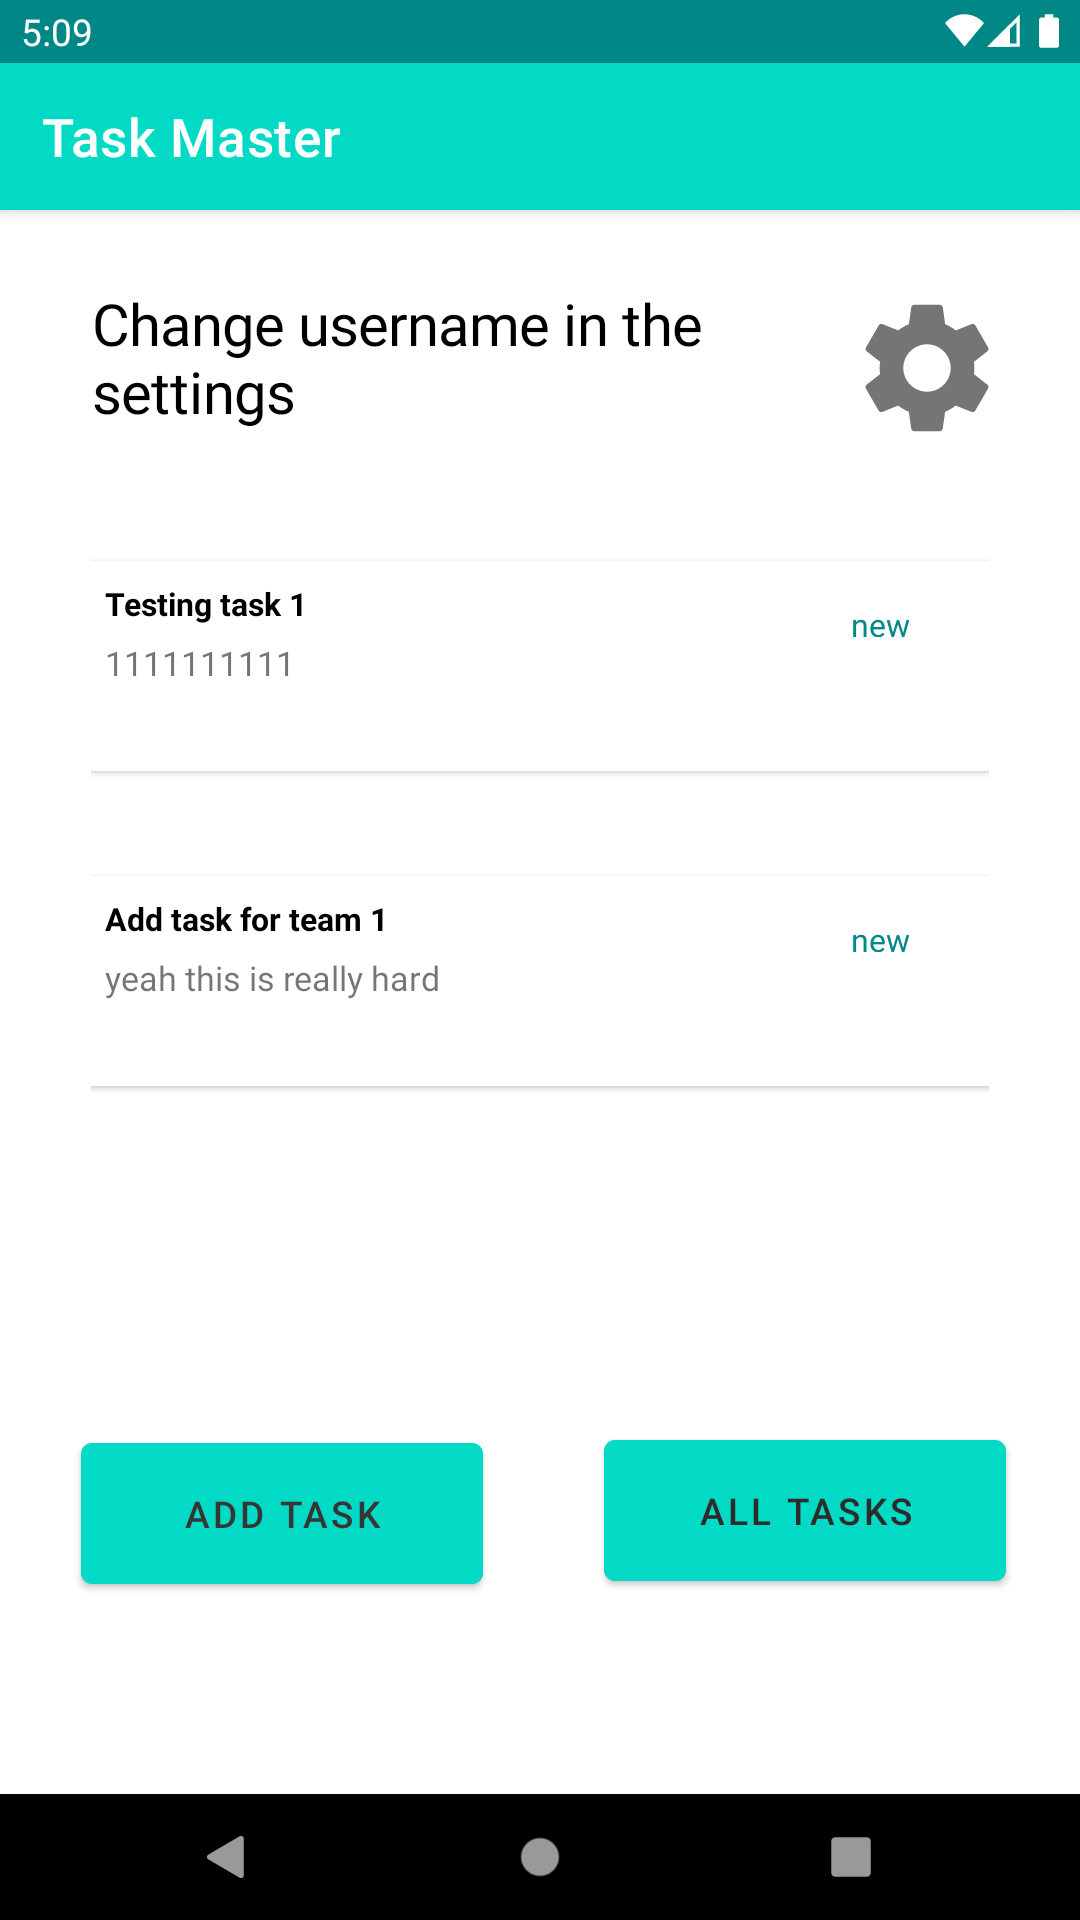 5:09
Task Master
Change username in the
settings
Testing task 1
new
1111111111
Add task for team 1
new
yeah this is really hard
ADD TASK
ALL TASKS